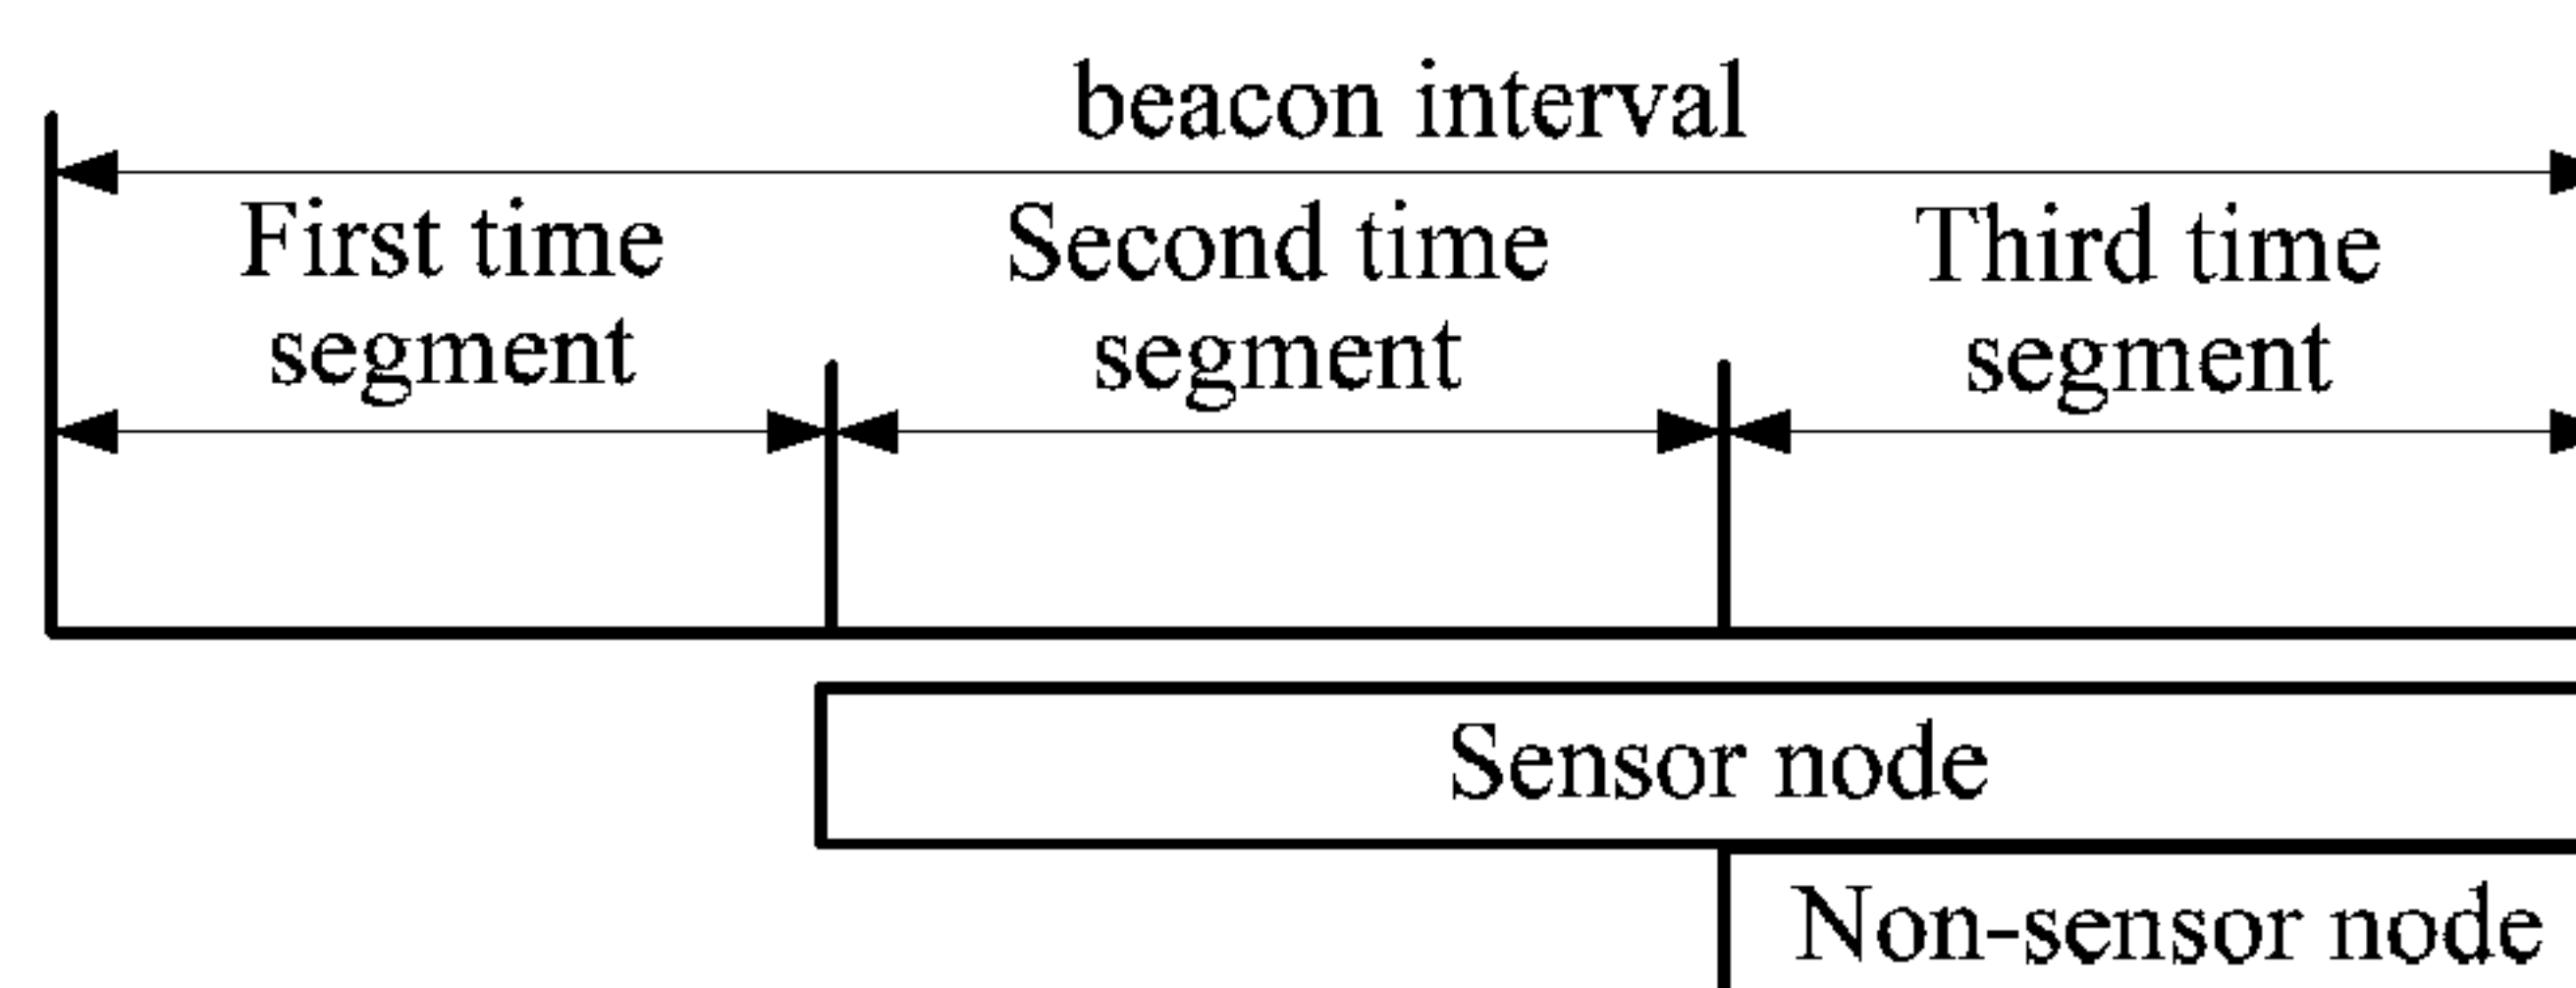 beacon interval
First time
segment
Second time
segment
Third time
segment
Sensor node
Non-sensor node